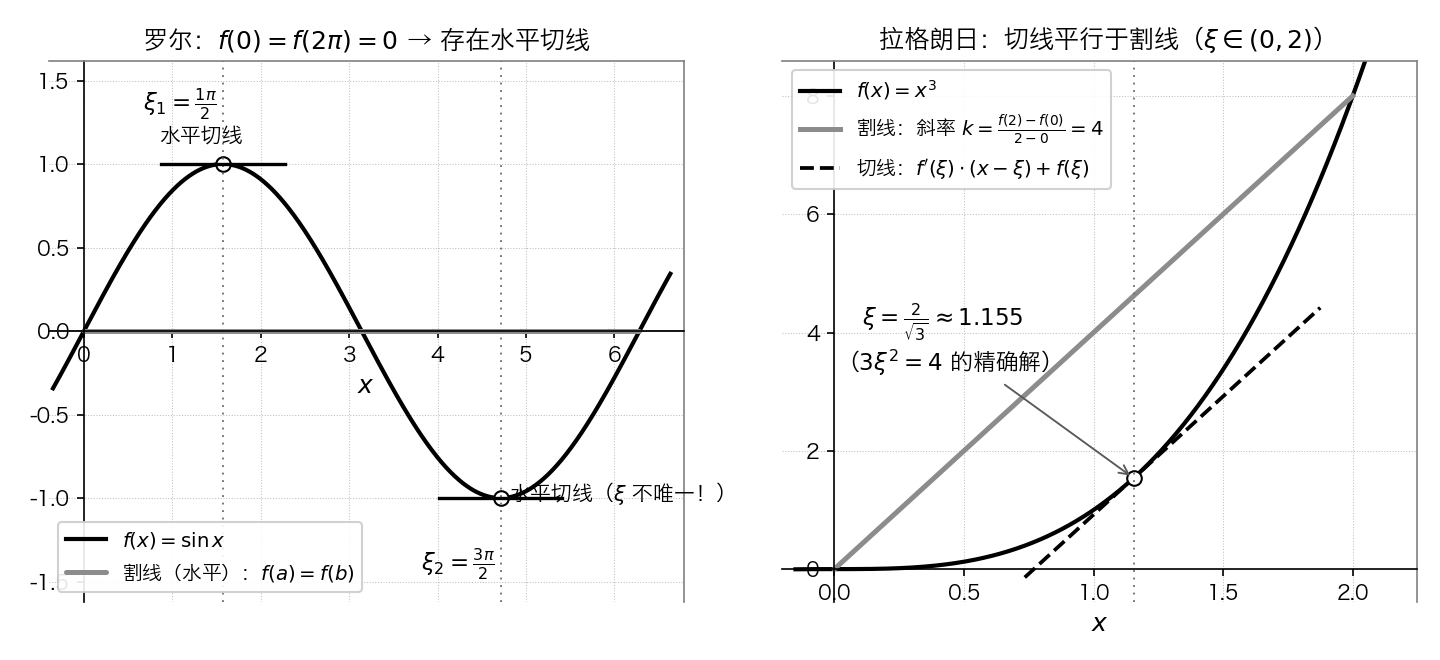 罗尔：f(0) = f(2π) = 0 → 存在水平切线
1.5
1.0
0.5
0.0
-0.5
-1.0
-1.5
ξ₁ = 1π/2
水平切线
0 1 2 3 4 5 6
x
水平切线（ξ 不唯一！）
ξ₂ = 3π/2
f(x) = sin x
割线（水平）：f(a) = f(b)
拉格朗日：切线平行于割线（ξ ∈ (0, 2)）
8
6
4
2
0
f(x) = x³
割线：斜率 k = f(2) − f(0)/2 − 0 = 4
切线：f′(ξ) · (x − ξ) + f(ξ)
ξ = 2/√3 ≈ 1.155
（3ξ² = 4 的精确解）
0.0 0.5 1.0 1.5 2.0
x